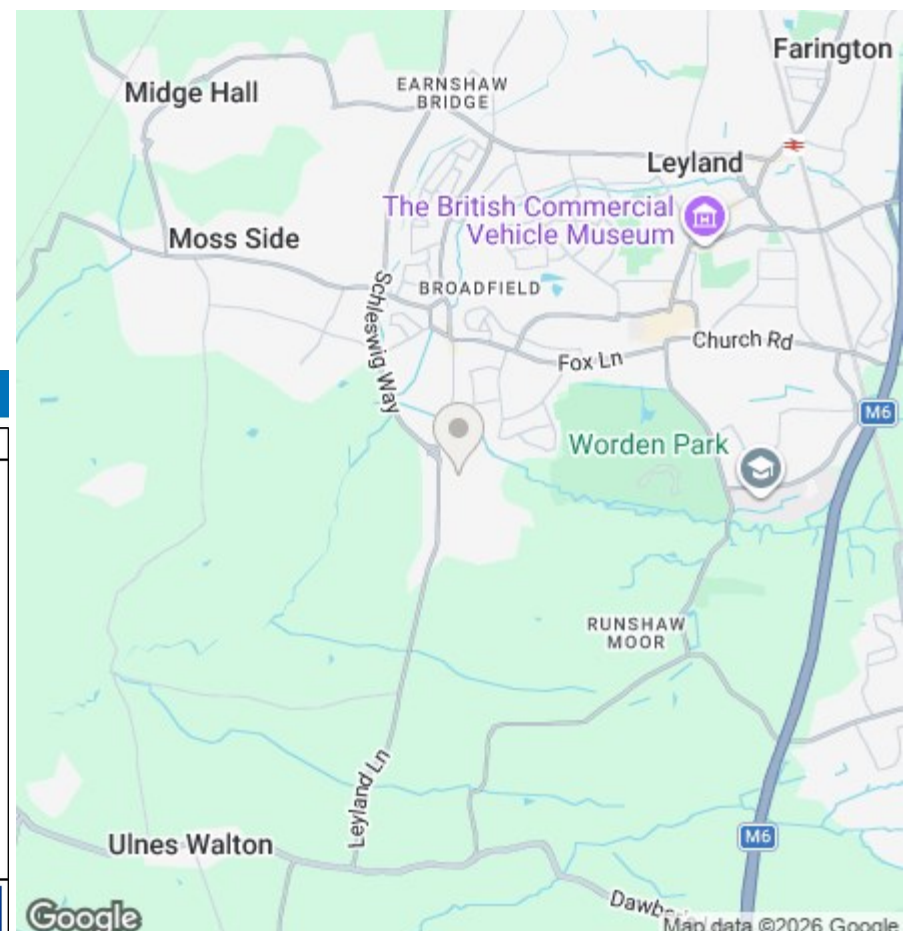 Farington
Midge Hall
EARNSHAW
BRIDGE
Leyland
The British Commercial
Vehicle Museum
Moss Side
BROADFIELD
Schleswig Way
Church Rd
Fox Ln
M6
Worden Park
RUNSHAW
MOOR
Leyland Ln
M6
Ulnes Walton
Google
Map data ©2026 Google